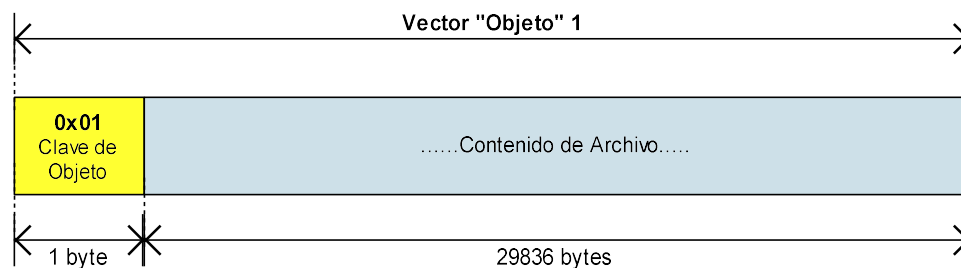 Vector "Objeto" 1
0x01
Clave de
Objeto
......Contenido de Archivo.....
1 byte
29836 bytes